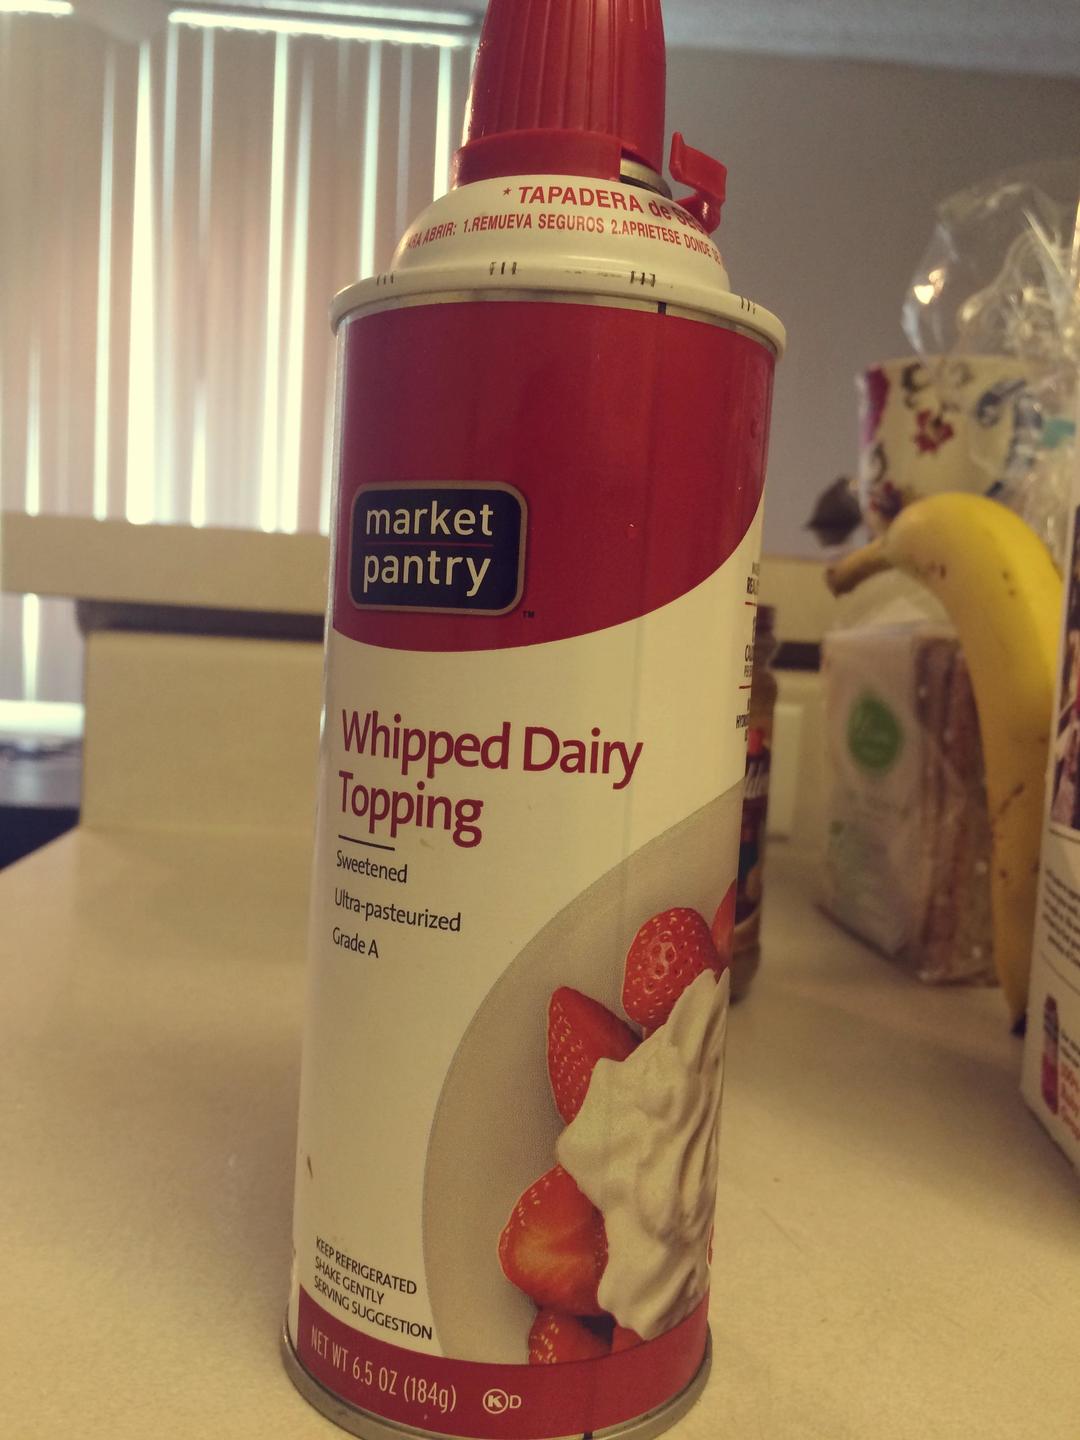 * TAPADERA de
ABRIR: 1.REMUEVA SEGUROS 2.APRIETESE DONDE
market
pantry
™
Whipped Dairy
Topping
Sweetened
Ultra-pasteurized
Grade A
KEEP REFRIGERATED
SHAKE GENTLY
SERVING SUGGESTION
NET WT 6.5 OZ (184g) K D